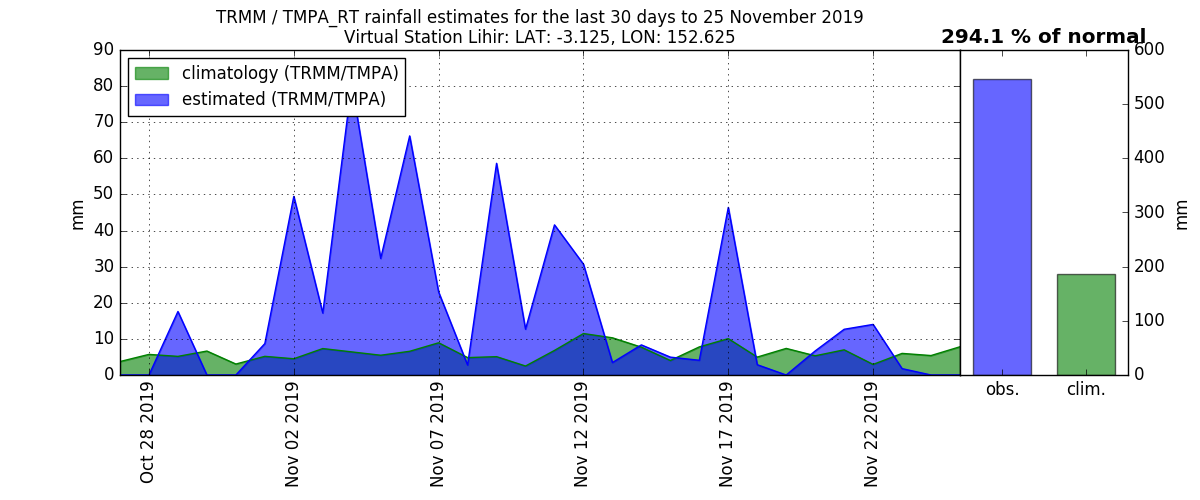 TRMM / TMPA_RT rainfall estimates for the last 30 days to 25 November 2019
Virtual Station Lihir: LAT: -3.125, LON: 152.625
294.1 % of normal
climatology (TRMM/TMPA)
estimated (TRMM/TMPA)
90
80
70
60
50
40
30
20
10
0
mm
Oct 28 2019
Nov 02 2019
Nov 07 2019
Nov 12 2019
Nov 17 2019
Nov 22 2019
obs.
clim.
600
500
400
300
200
100
0
mm